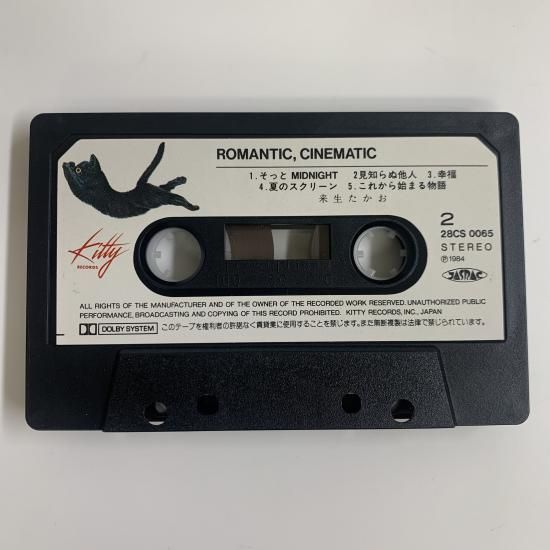 ROMANTIC, CINEMATIC
1.そっと MIDNIGHT 2見知らぬ他人 3.幸福
4.夏のスクリーン 5.これから始まる物語
来生たかお
2
28CS 0065
STEREO
Ⓟ1984
JASRAC
Kitty
RECORDS
ALL RIGHTS OF THE MANUFACTURER AND OF THE OWNER OF THE RECORDED WORK RESERVED. UNAUTHORIZED PUBLIC
PERFORMANCE, BROADCASTING AND COPYING OF THIS RECORD PROHIBITED. KITTY RECORDS, INC., JAPAN
DOLBY SYSTEM このテープを権利者の許諾なく賃貸業に使用することを禁じます。また無断複製は法律で禁じられています。